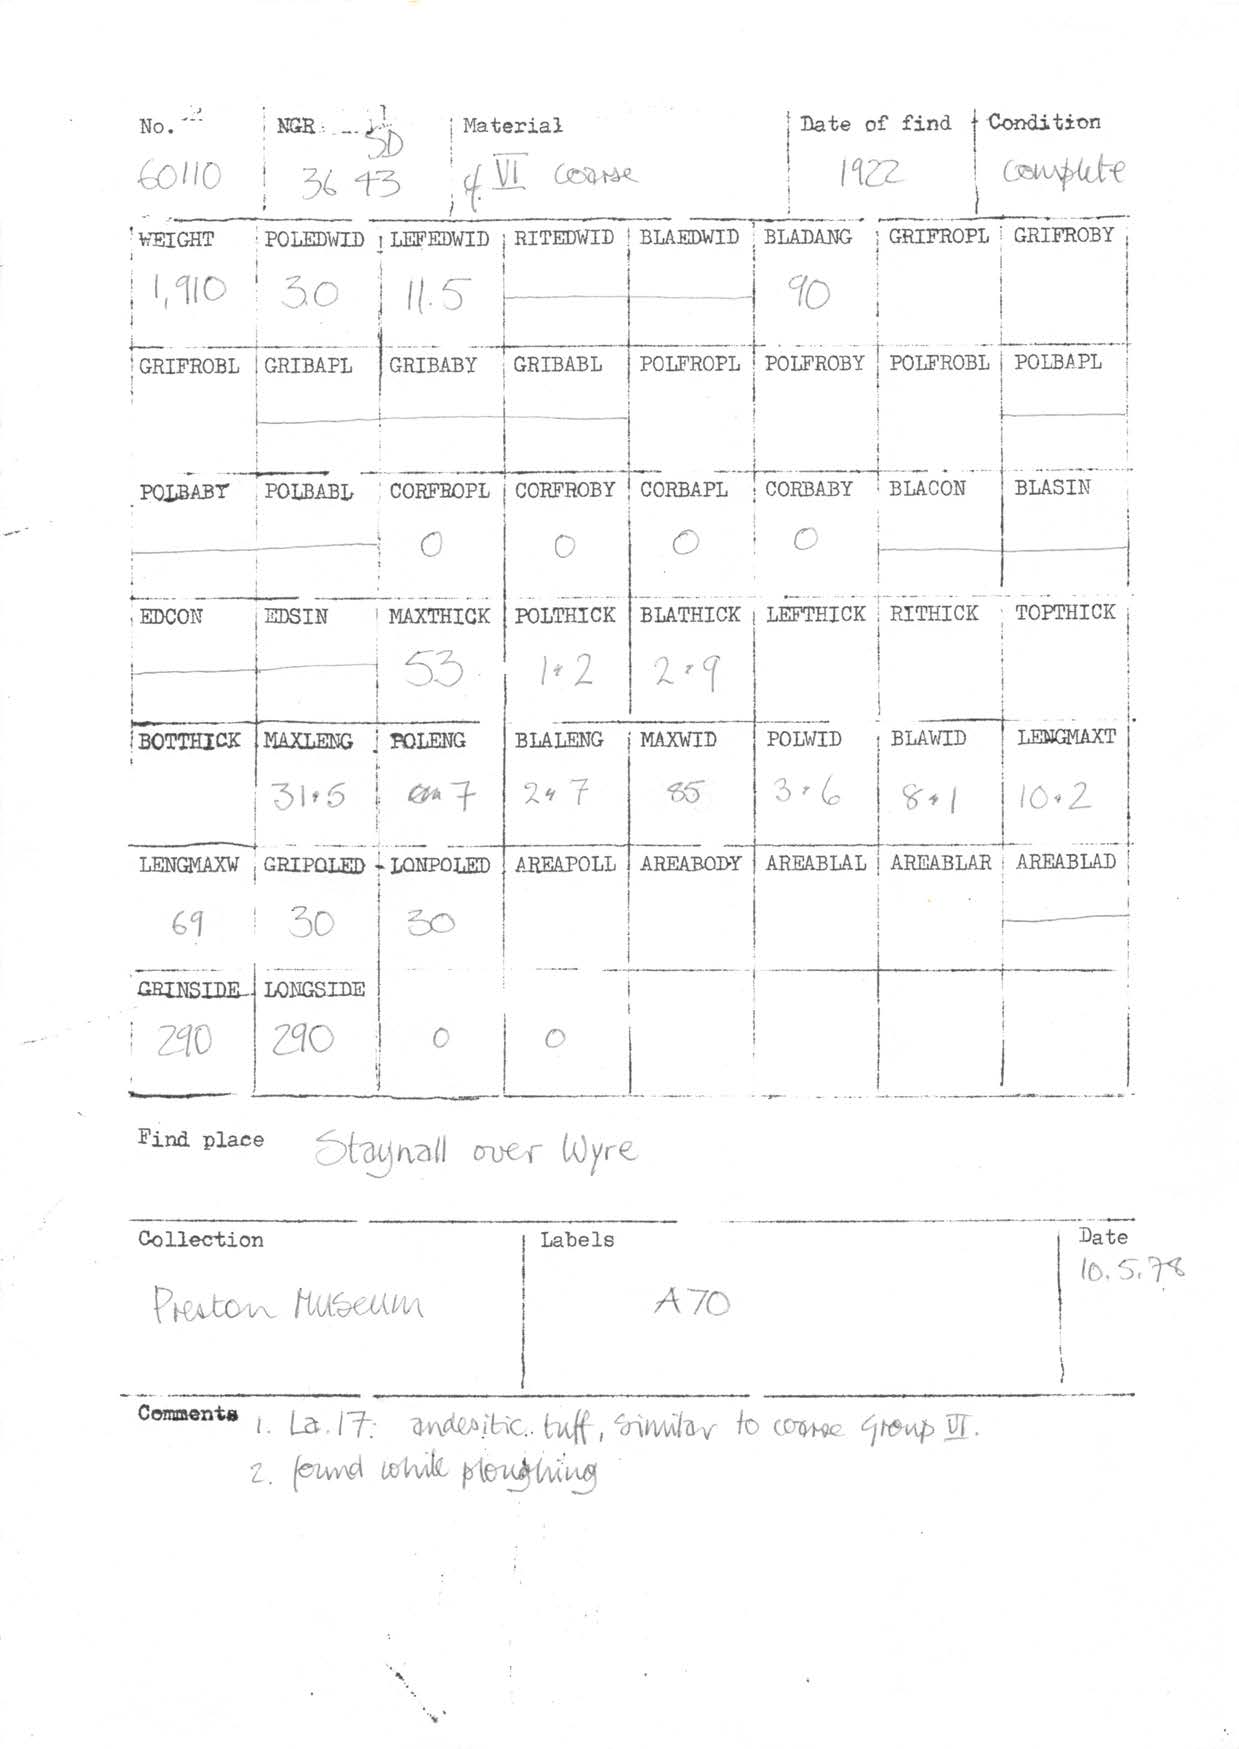 No. NGR Material Date of find Condition
SD
60110 36 43 cf. VI coarse 1922 complete
WEIGHT POLEDWID LEFEDWID RITEDWID BLAEDWID BLADANG GRIFROPL GRIFROBY
1,910 30 11.5 90
GRIFROBL GRIBAPL GRIBABY GRIBABL POLFROPL POLFROBY POLFROBL POLBAPL
POLBABY POLBABL CORFROPL CORFROBY CORBAPL CORBABY BLACON BLASIN
0 0 0 0
EDCON EDSIN MAXTHICK POLTHICK BLATHICK LEFTHICK RITHICK TOPTHICK
53 1.2 2.9
BOTTHICK MAXLENG POLENG BLALENG MAXWID POLWID BLAWID LENGMAXT
31.5 7 2.7 85 3.6 8.1 10.2
LENGMAXW GRIPOLED LONPOLED AREAPOLL AREABODY AREABLAL AREABLAR AREABLAD
69 30 30
GRINSIDE LONGSIDE
290 290 0 0
Find place Staynall over Wyre
Collection Labels Date
10.5.78
Preston Museum A70
Comments 1. La.17: andesitic tuff, similar to coarse Group VI.
2. found while ploughing